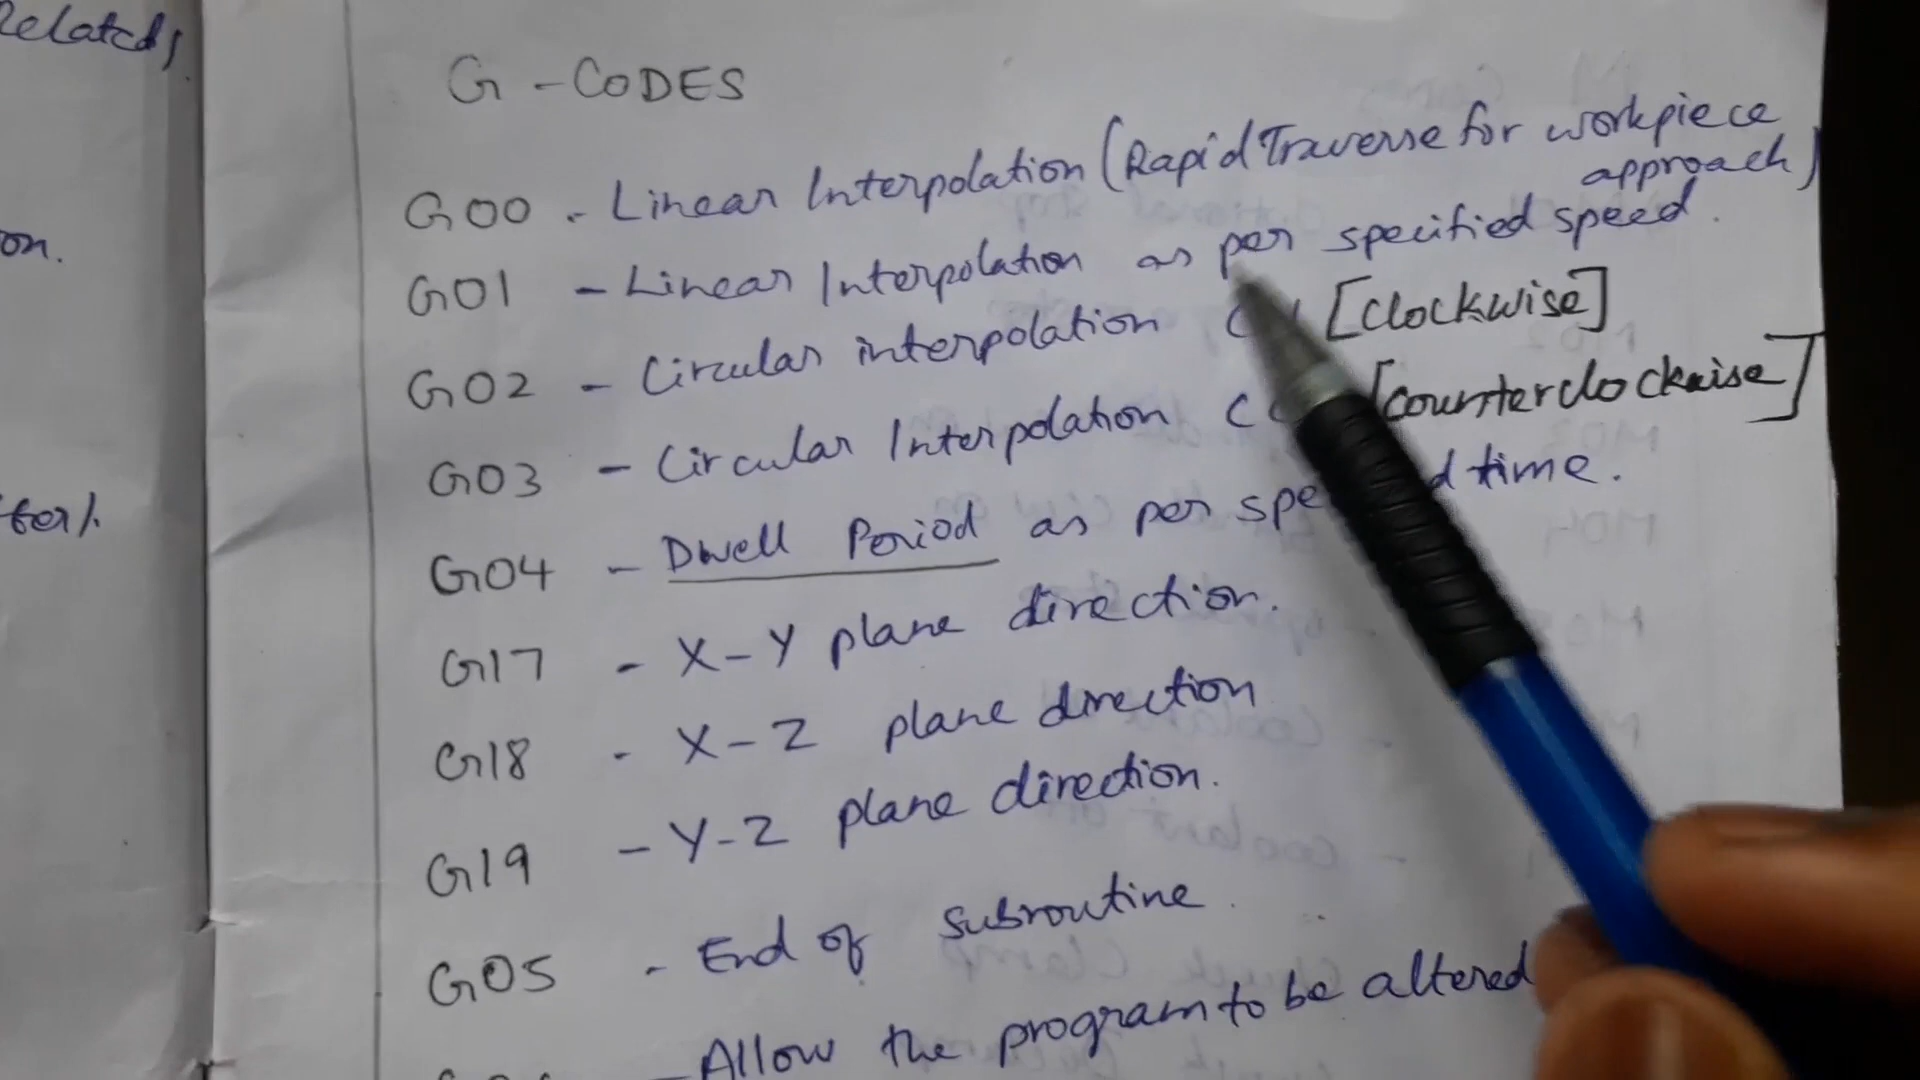 Related,
on.
ter).
G-CODES
G00 - Linear Interpolation (Rapid Traverse for workpiece
approach)
G01 - Linear Interpolation as per specified speed.
G02 - Circular interpolation [Clockwise]
G03 - Circular Interpolation [Counterclockwise]
G04 - Dwell Period as per time.
G17 - X-Y plane direction.
G18 - X-Z plane direction
G19 - Y-Z plane direction.
G05 - End of subroutine.
- Allow the program to be altered